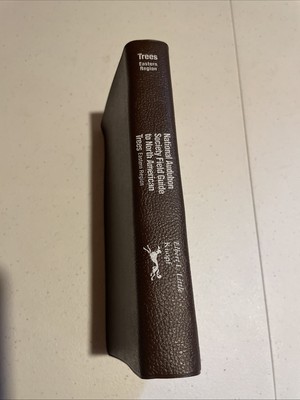 Trees
Eastern
Region
National Audubon
Society Field Guide
to North American
Trees Eastern Region
Elbert L. Little
Knopf